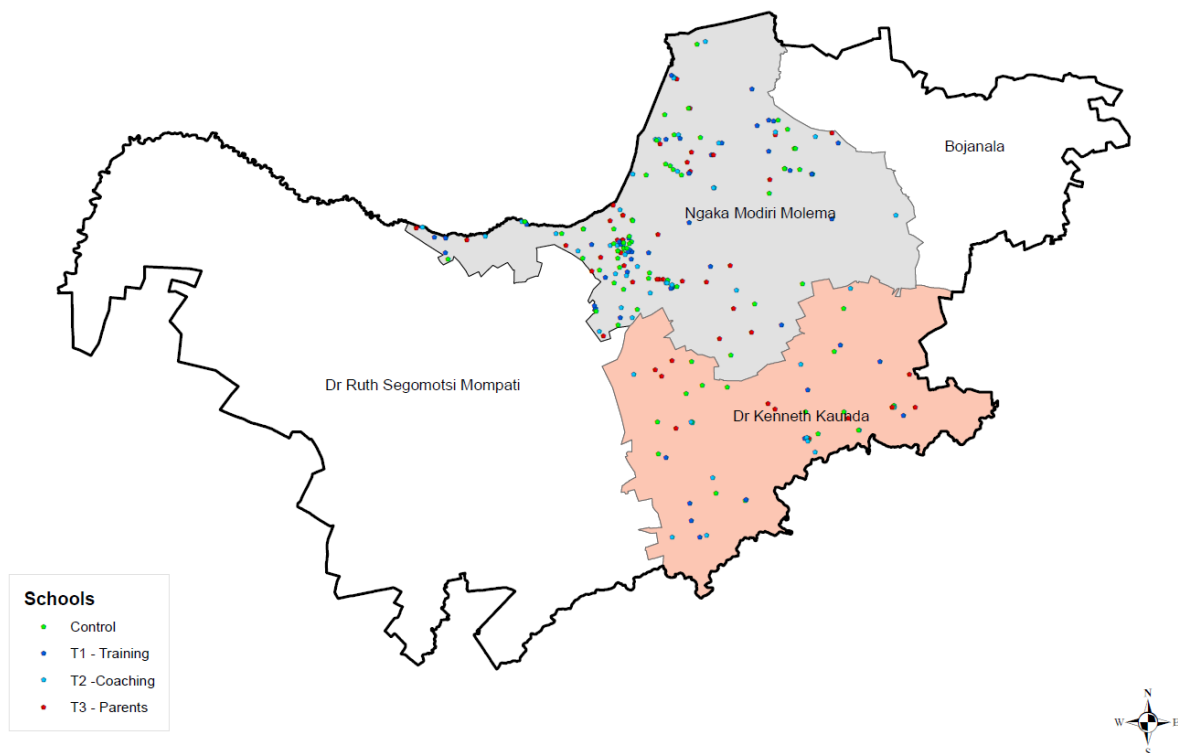 Bojanala
Ngaka Modiri Molema
Dr Ruth Segomotsi Mompati
Dr Kenneth Kaunda
Schools
Control
T1 - Training
T2 -Coaching
T3 - Parents
N
W E
S